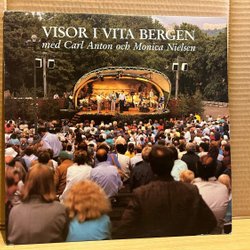 VISOR I VITA BERGEN
med Carl Anton och Monica Nielsen